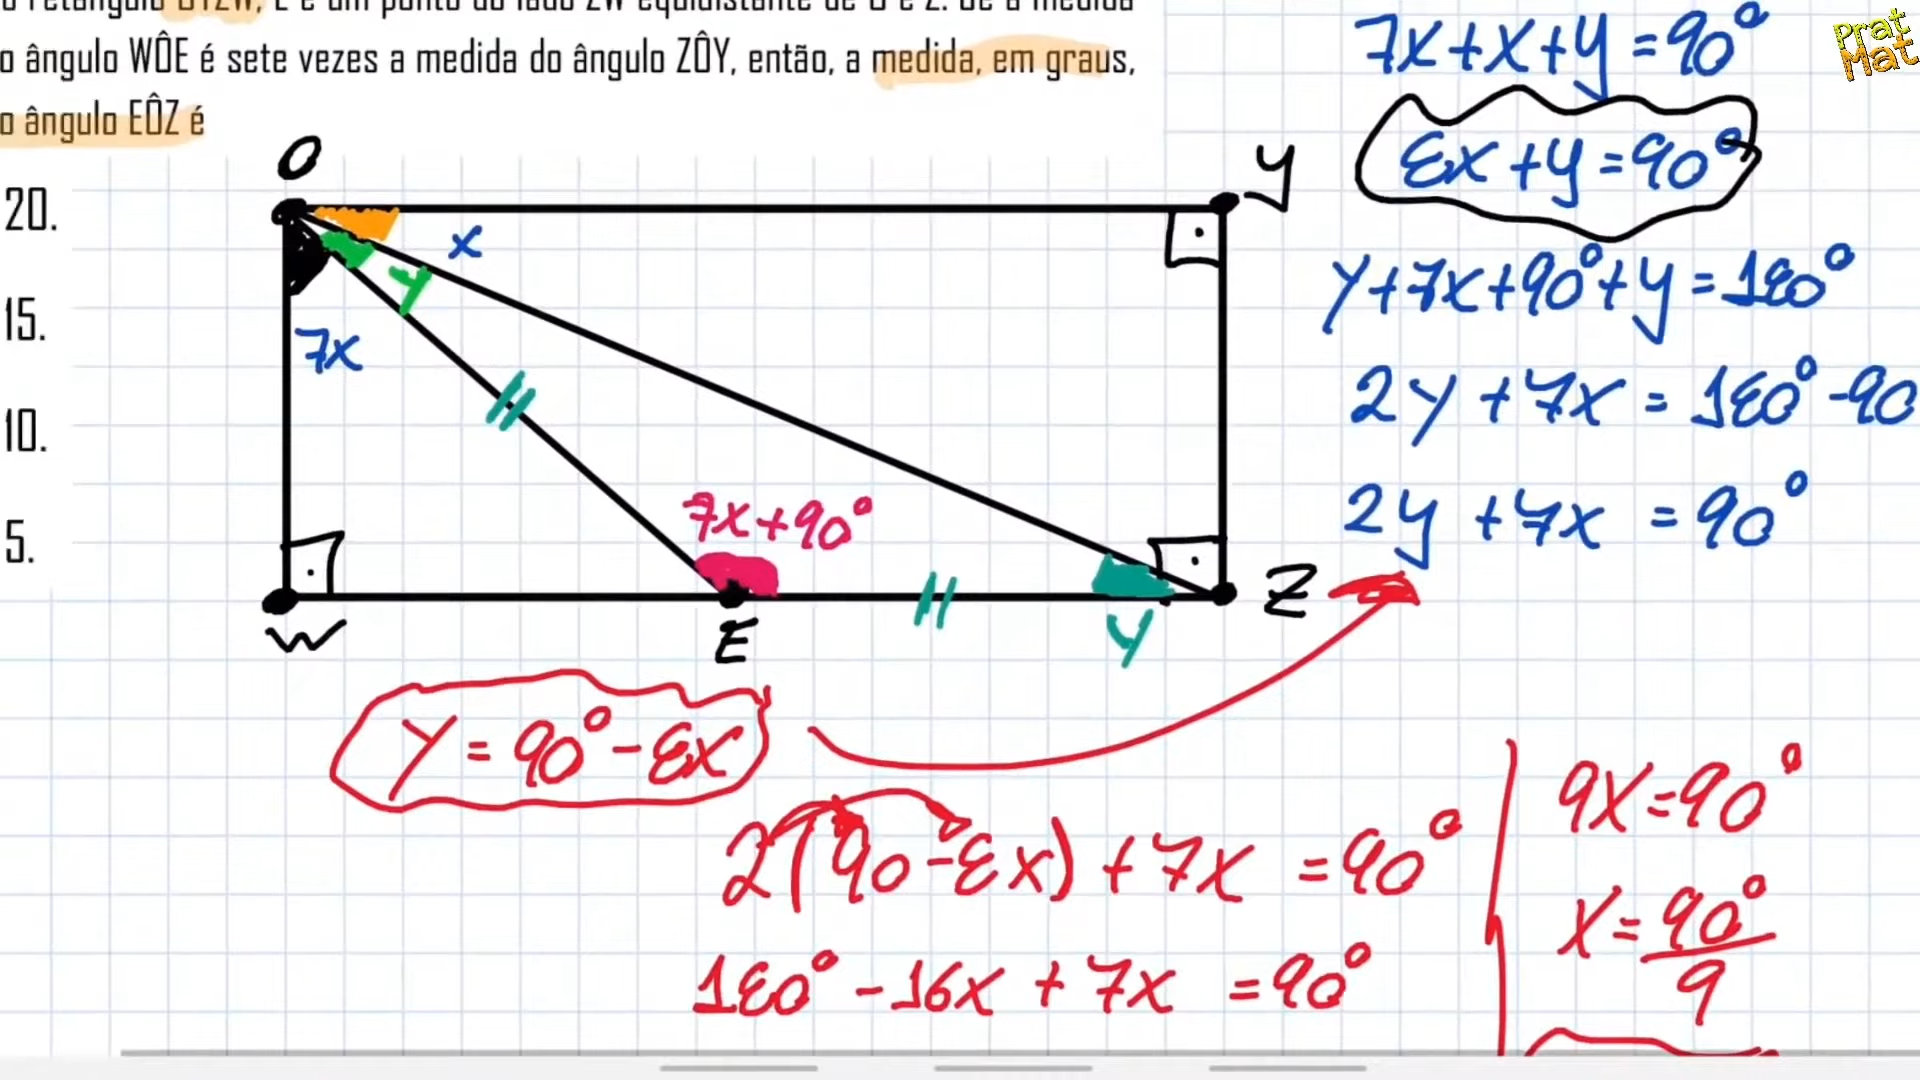 o ângulo WÔE é sete vezes a medida do ângulo ZÔY, então, a medida, em graus,
o ângulo EÔZ é
20.
15.
10.
5.
O
Y
x
y
7x
7x+90°
W
E
y
Z
7x+x+y=90°
8x+y=90°
y+7x+90°+y=180°
2y+7x=180°-90
2y+7x=90°
y=90°-8x
2(90-8x)+7x=90°
180°-16x+7x=90°
9x=90°
x=90°/9
Prat
Mat